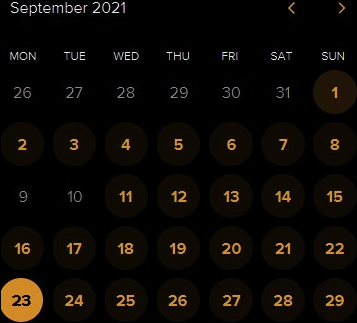 September 2021
MON TUE WED THU FRI SAT SUN
26 27 28 29 30 31 1
2 3 4 5 6 7 8
9 10 11 12 13 14 15
16 17 18 19 20 21 22
23 24 25 26 27 28 29